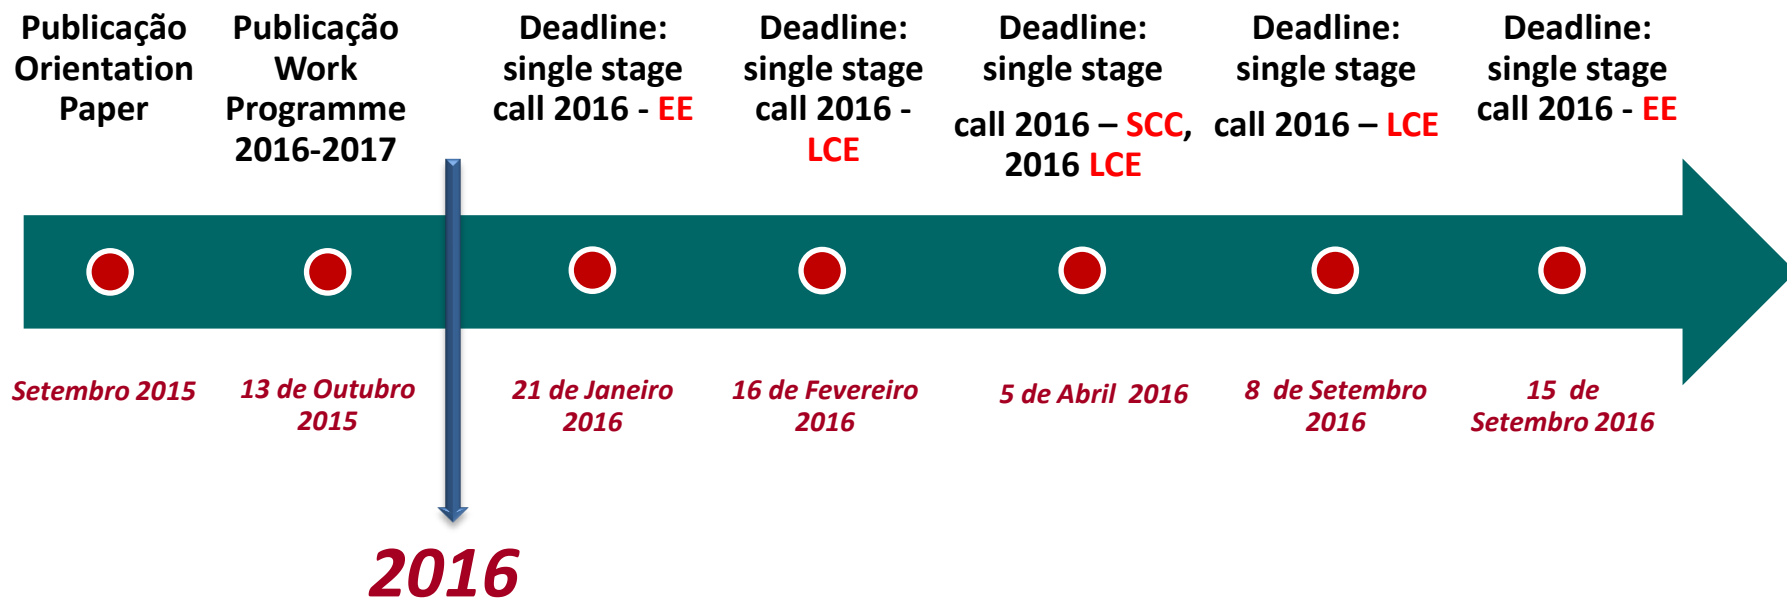 Publicação
Orientation
Paper
Publicação
Work
Programme
2016-2017
Deadline:
single stage
call 2016 - EE
Deadline:
single stage
call 2016 -
LCE
Deadline:
single stage
call 2016 – SCC,
2016 LCE
Deadline:
single stage
call 2016 – LCE
Deadline:
single stage
call 2016 - EE
Setembro 2015
13 de Outubro
2015
21 de Janeiro
2016
16 de Fevereiro
2016
5 de Abril 2016
8 de Setembro
2016
15 de
Setembro 2016
2016